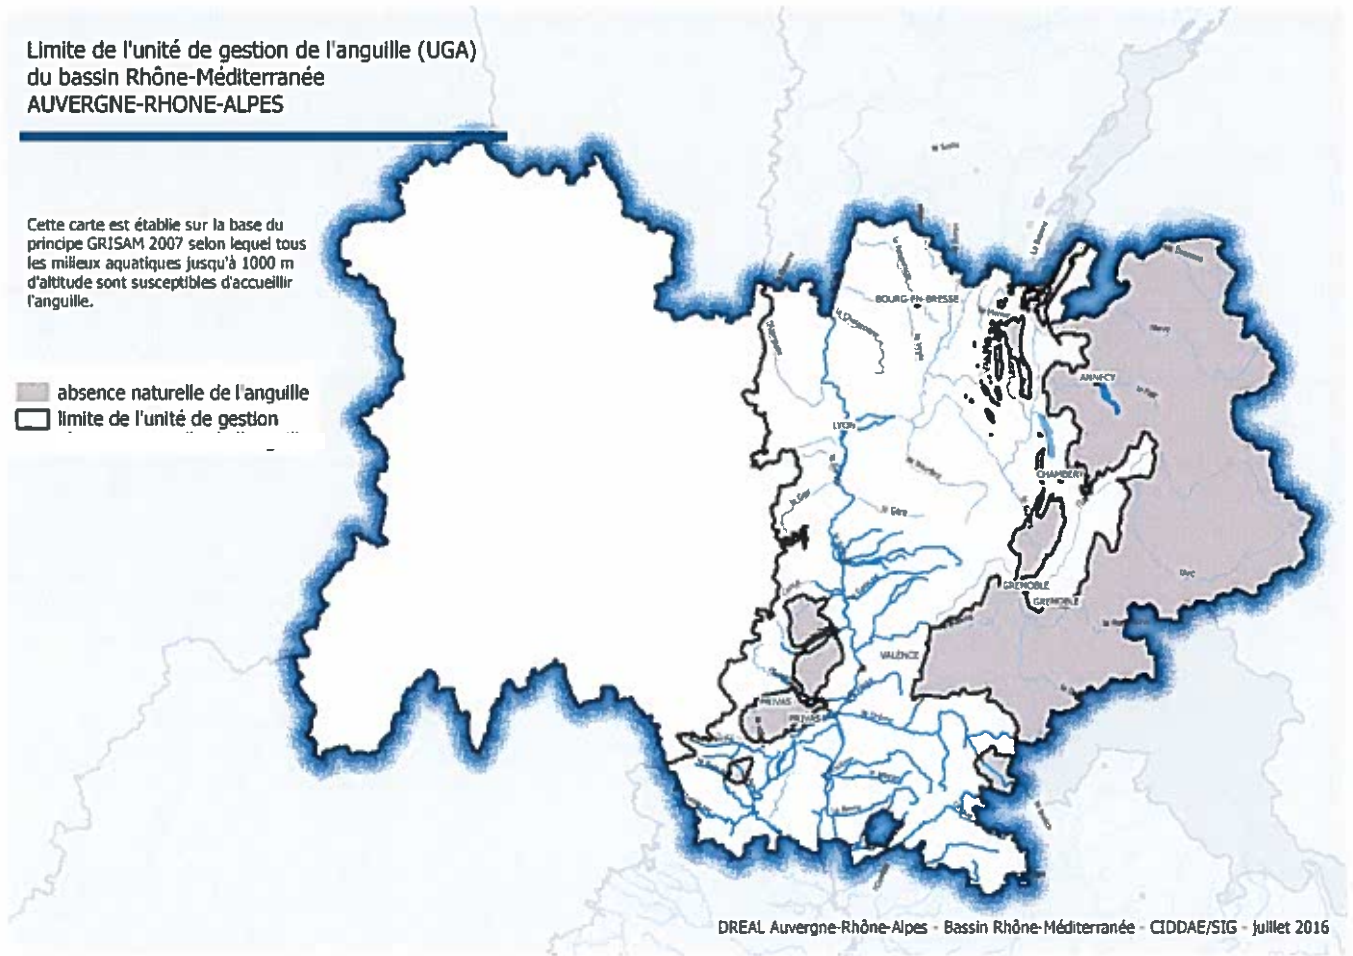 Limite de l'unité de gestion de l'anguille (UGA)
du bassin Rhône-Méditerranée
AUVERGNE-RHONE-ALPES
Cette carte est établie sur la base du
principe GRISAM 2007 selon lequel tous
les milieux aquatiques jusqu'à 1000 m
d'altitude sont susceptibles d'accueillir
l'anguille.
absence naturelle de l'anguille
limite de l'unité de gestion
BOURG-EN-BRESSE
ANNECY
LYON
CHAMBERY
la Gère
GRENOBLE
GRENOBLE
VALENCE
PRIVAS
PRIVAS
DREAL Auvergne-Rhône-Alpes - Bassin Rhône-Méditerranée - CIDDAE/SIG - juillet 2016